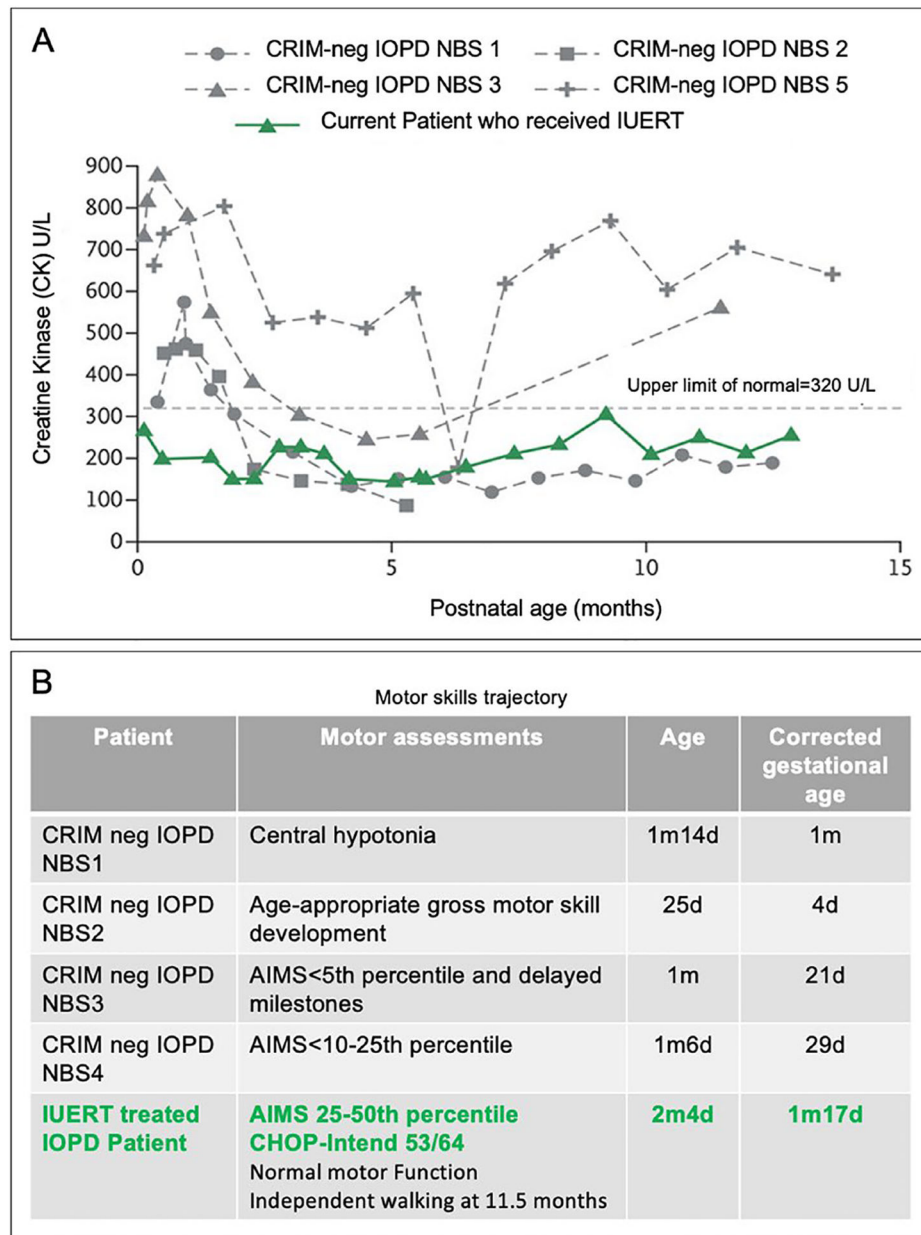 A
CRIM-neg IOPD NBS 1
CRIM-neg IOPD NBS 2
CRIM-neg IOPD NBS 3
CRIM-neg IOPD NBS 5
Current Patient who received IUERT
Creatine Kinase (CK) U/L
900
800
700
600
500
400
300
200
100
0
Upper limit of normal=320 U/L
0
5
10
15
Postnatal age (months)
B
Motor skills trajectory
Patient
Motor assessments
Age
Corrected
gestational
age
CRIM neg IOPD
NBS1
Central hypotonia
1m14d
1m
CRIM neg IOPD
NBS2
Age-appropriate gross motor skill
development
25d
4d
CRIM neg IOPD
NBS3
AIMS<5th percentile and delayed
milestones
1m
21d
CRIM neg IOPD
NBS4
AIMS<10-25th percentile
1m6d
29d
IUERT treated
IOPD Patient
AIMS 25-50th percentile
CHOP-Intend 53/64
Normal motor Function
Independent walking at 11.5 months
2m4d
1m17d